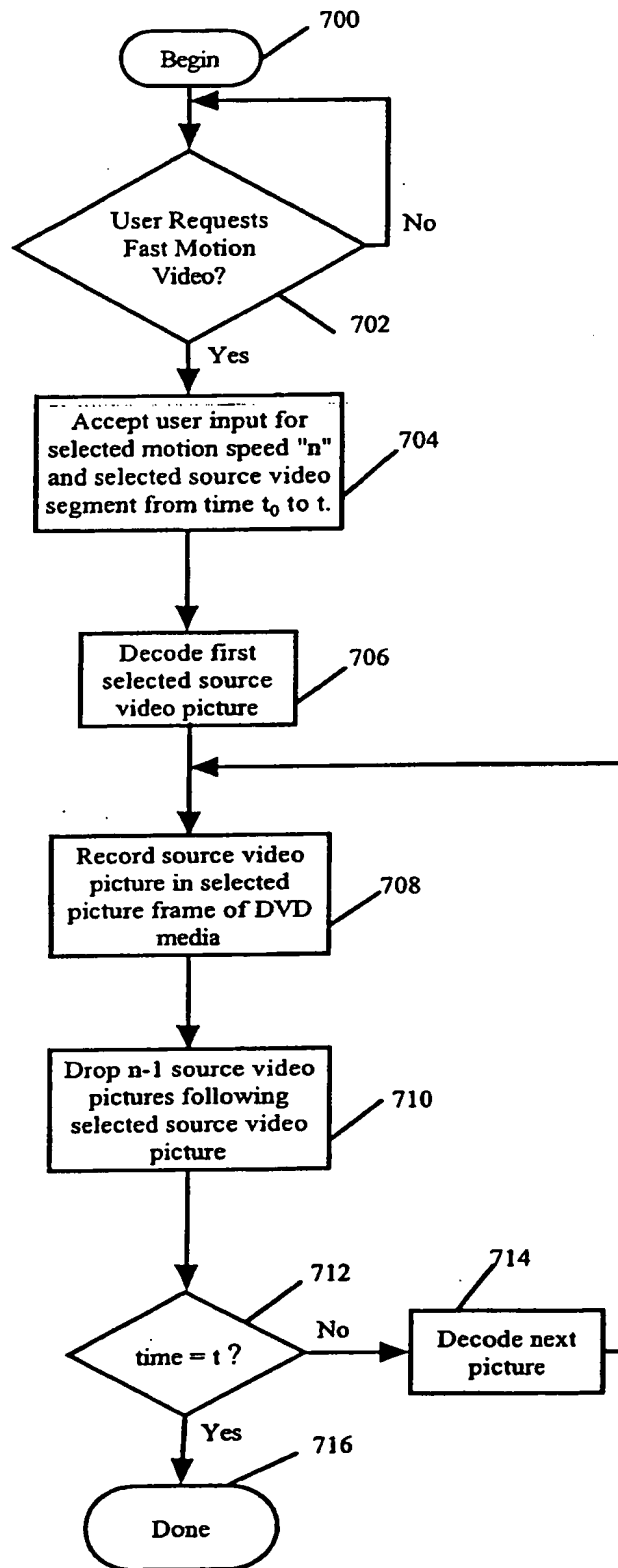 700
Begin
User Requests
Fast Motion
Video?
No
702
Yes
Accept user input for
selected motion speed "n"
and selected source video
segment from time t₀ to t.
704
Decode first
selected source
video picture
706
Record source video
picture in selected
picture frame of DVD
media
708
Drop n-1 source video
pictures following
selected source video
picture
710
712
time = t ?
No
714
Decode next
picture
Yes
716
Done